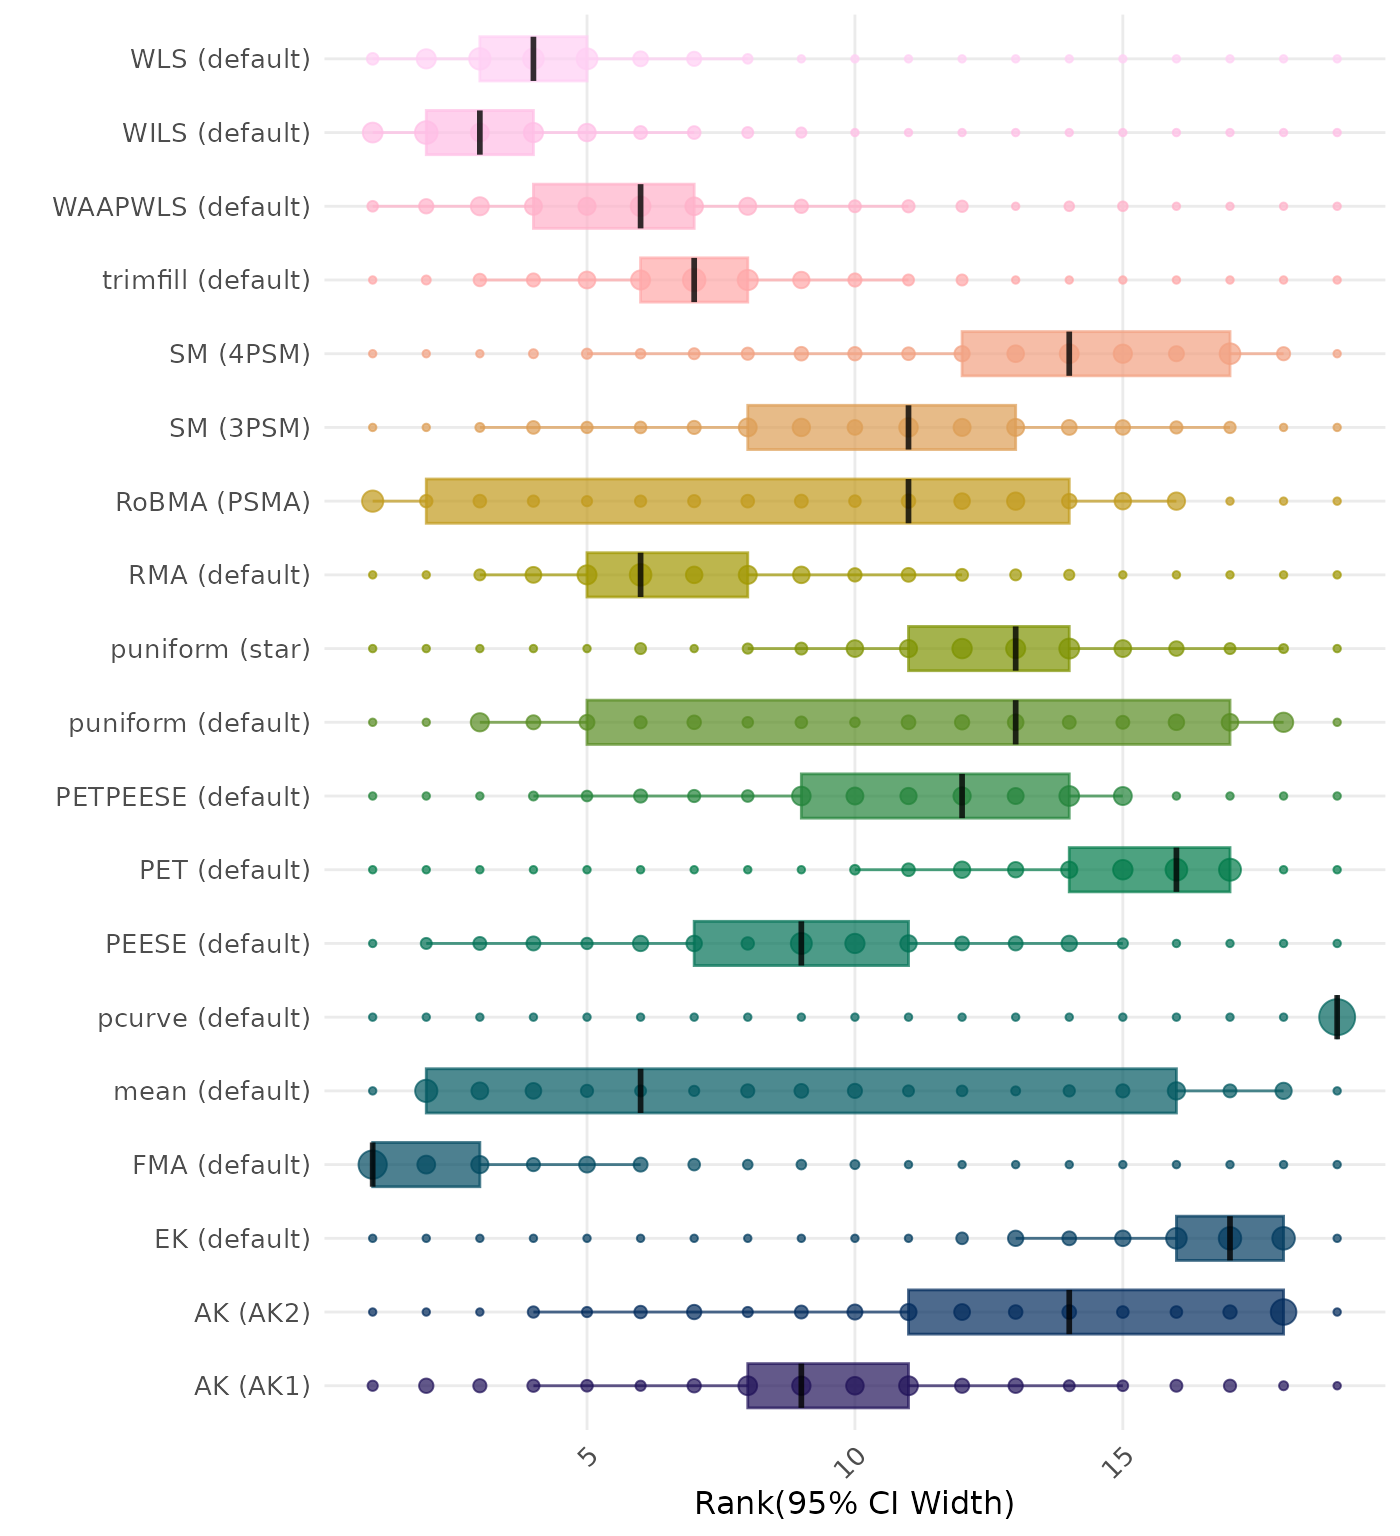 WLS (default)
WILS (default)
WAAPWLS (default)
trimfill (default)
SM (4PSM)
SM (3PSM)
RoBMA (PSMA)
RMA (default)
puniform (star)
puniform (default)
PETPEESE (default)
PET (default)
PEESE (default)
pcurve (default)
mean (default)
FMA (default)
EK (default)
AK (AK2)
AK (AK1)
5
10
15
Rank(95% CI Width)